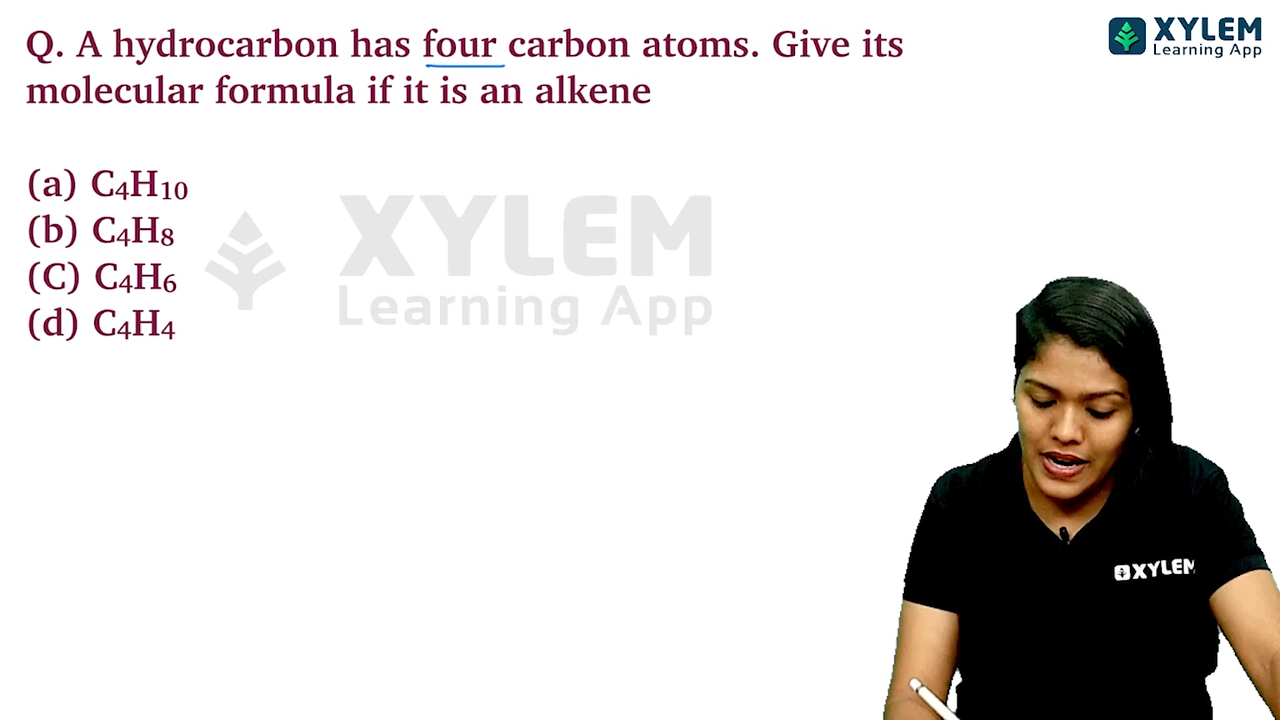 Q. A hydrocarbon has four carbon atoms. Give its
molecular formula if it is an alkene
XYLEM
Learning App
(a) C₄H₁₀
(b) C₄H₈
(C) C₄H₆
(d) C₄H₄
XYLEM
Learning App
XYLEM